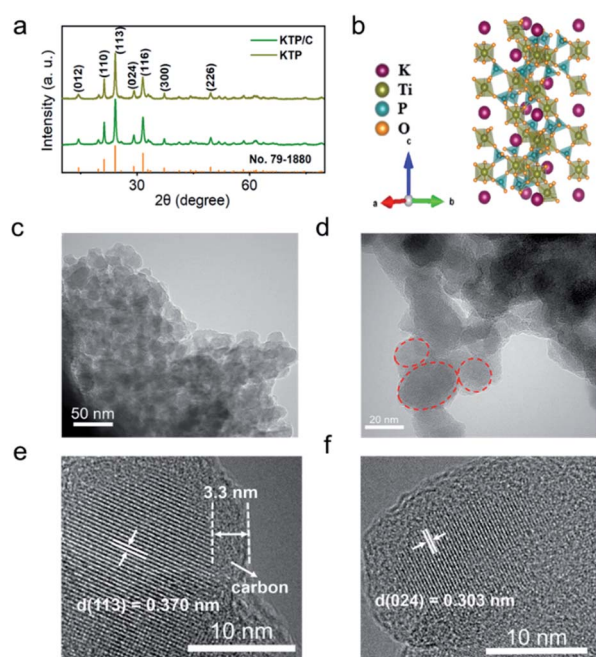 a
Intensity (a. u.)
(012)
(110)
(113)
(024)
(116)
(300)
(226)
KTP/C
KTP
No. 79-1880
30
60
2θ (degree)
b
K
Ti
P
O
c
a
b
c
50 nm
d
20 nm
e
3.3 nm
carbon
d(113) = 0.370 nm
10 nm
f
d(024) = 0.303 nm
10 nm